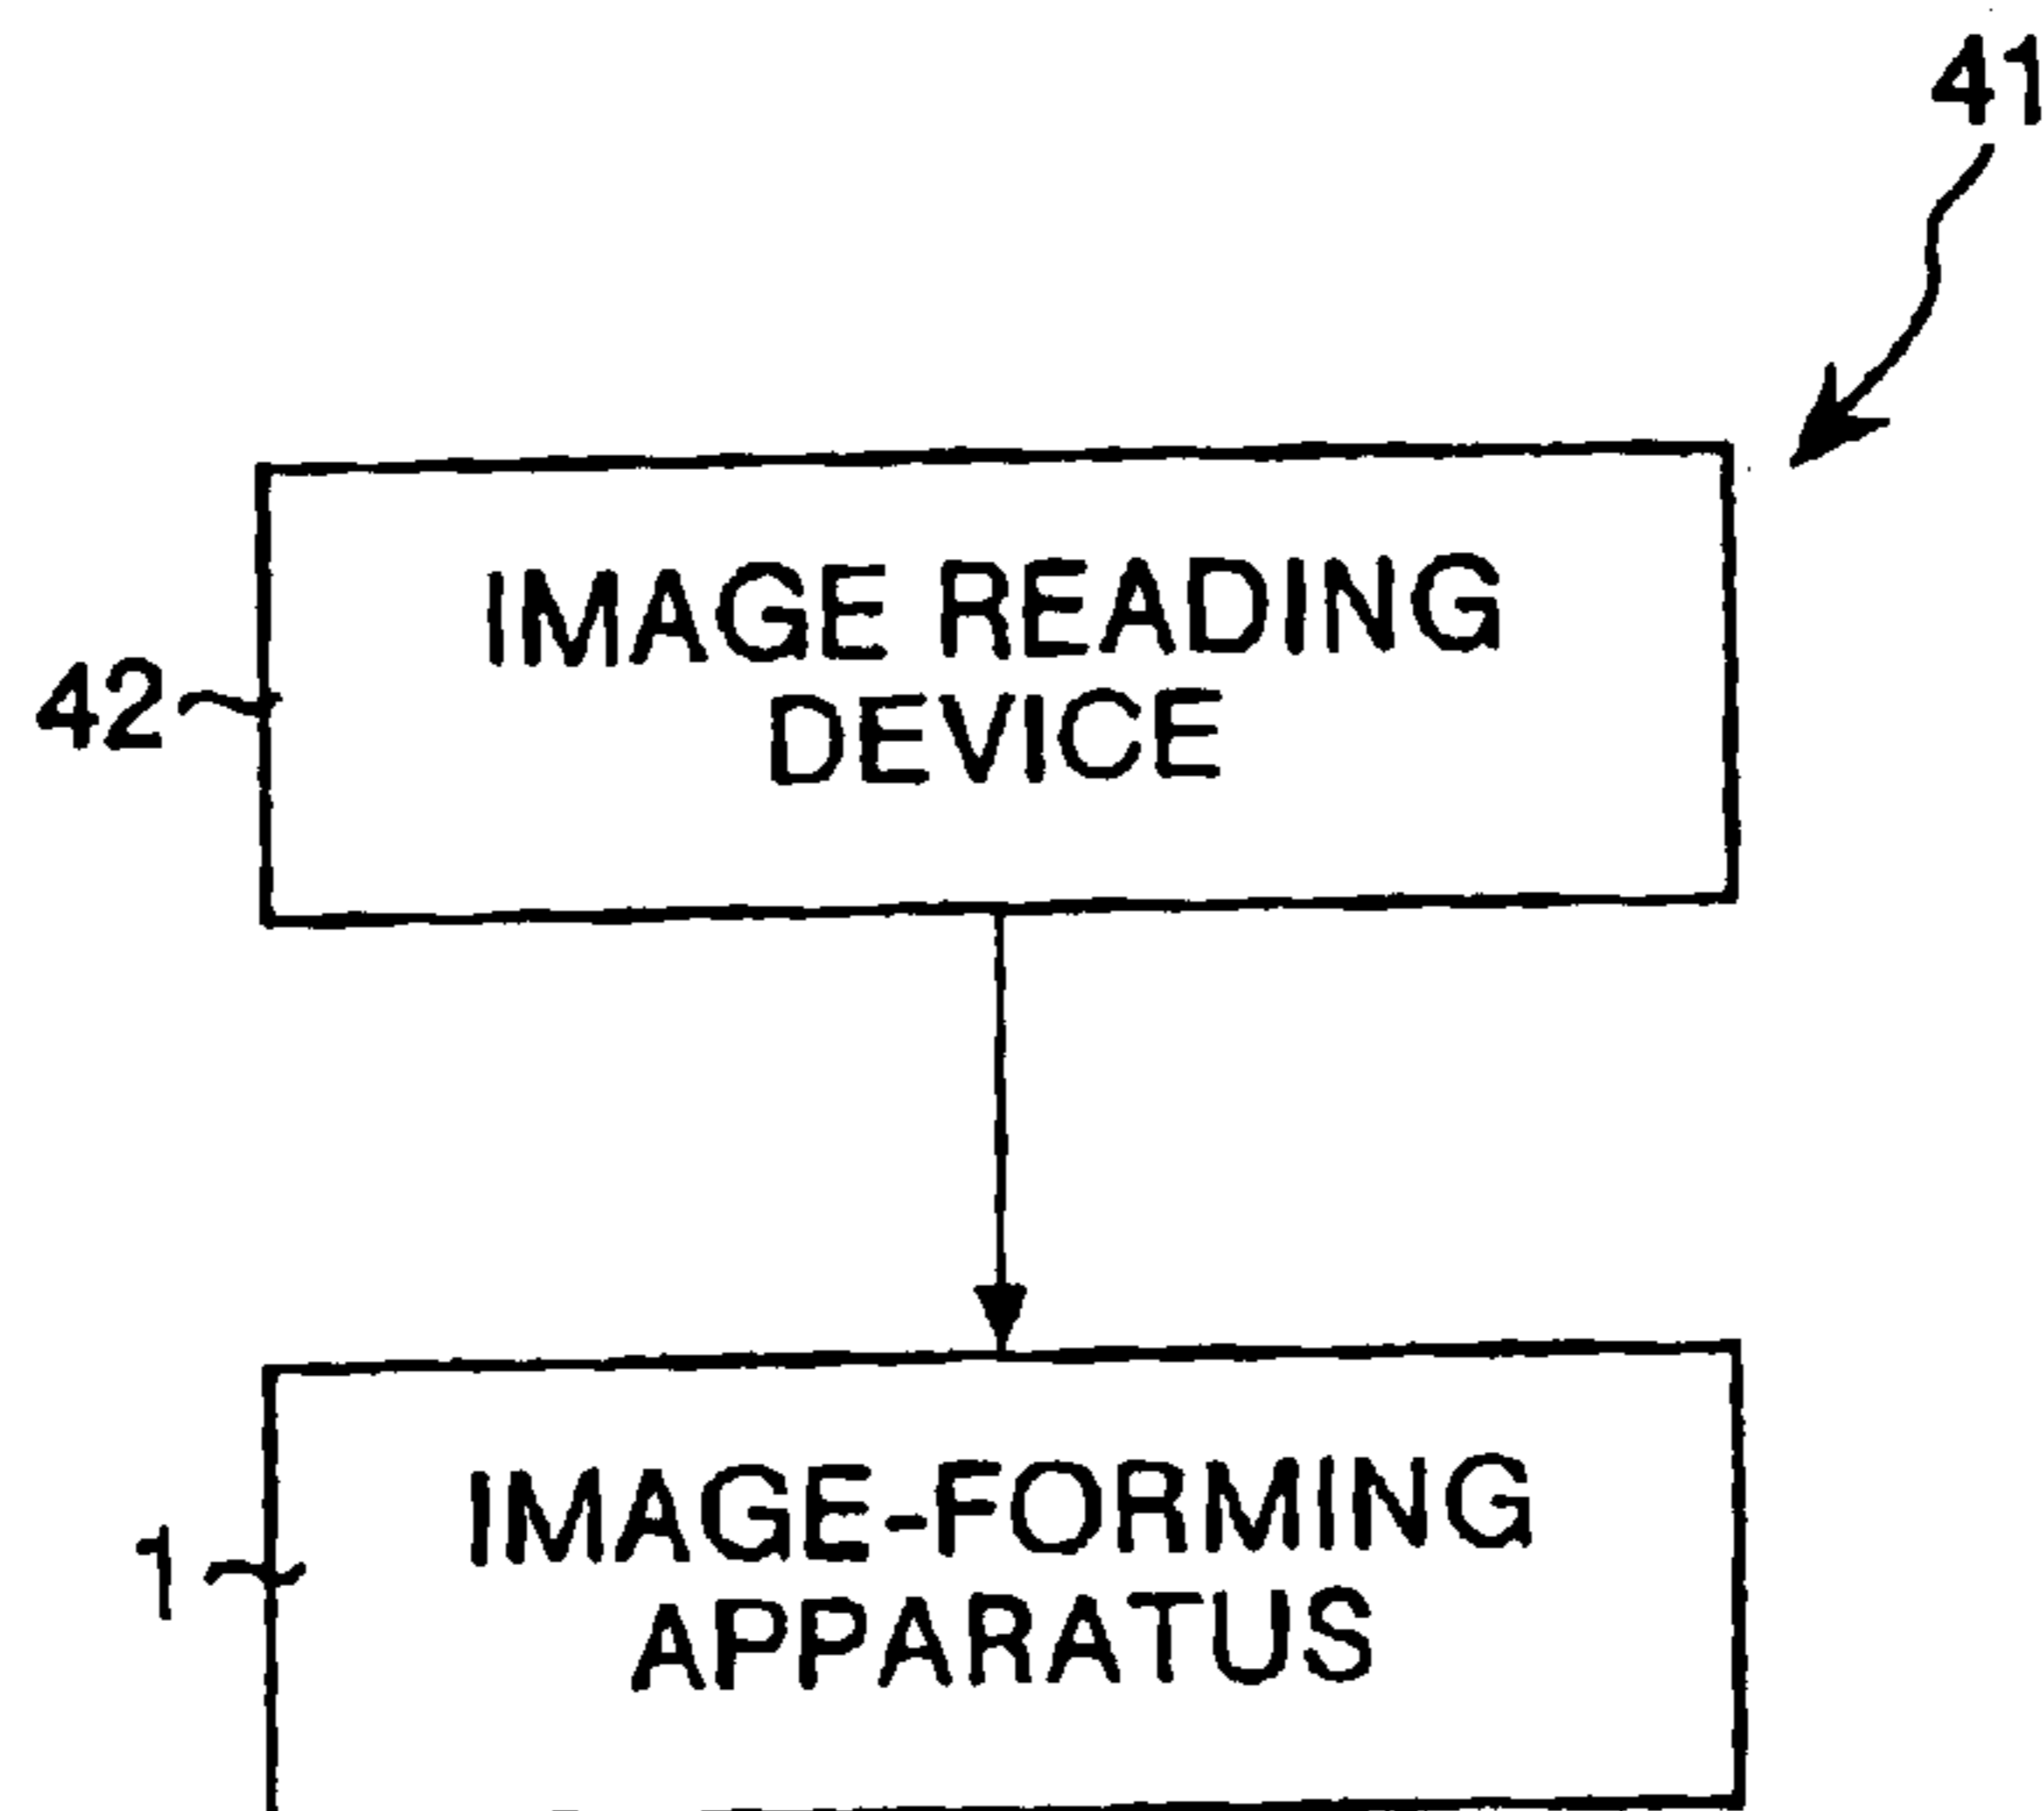 41
IMAGE READING
DEVICE
42
IMAGE-FORMING
APPARATUS
1